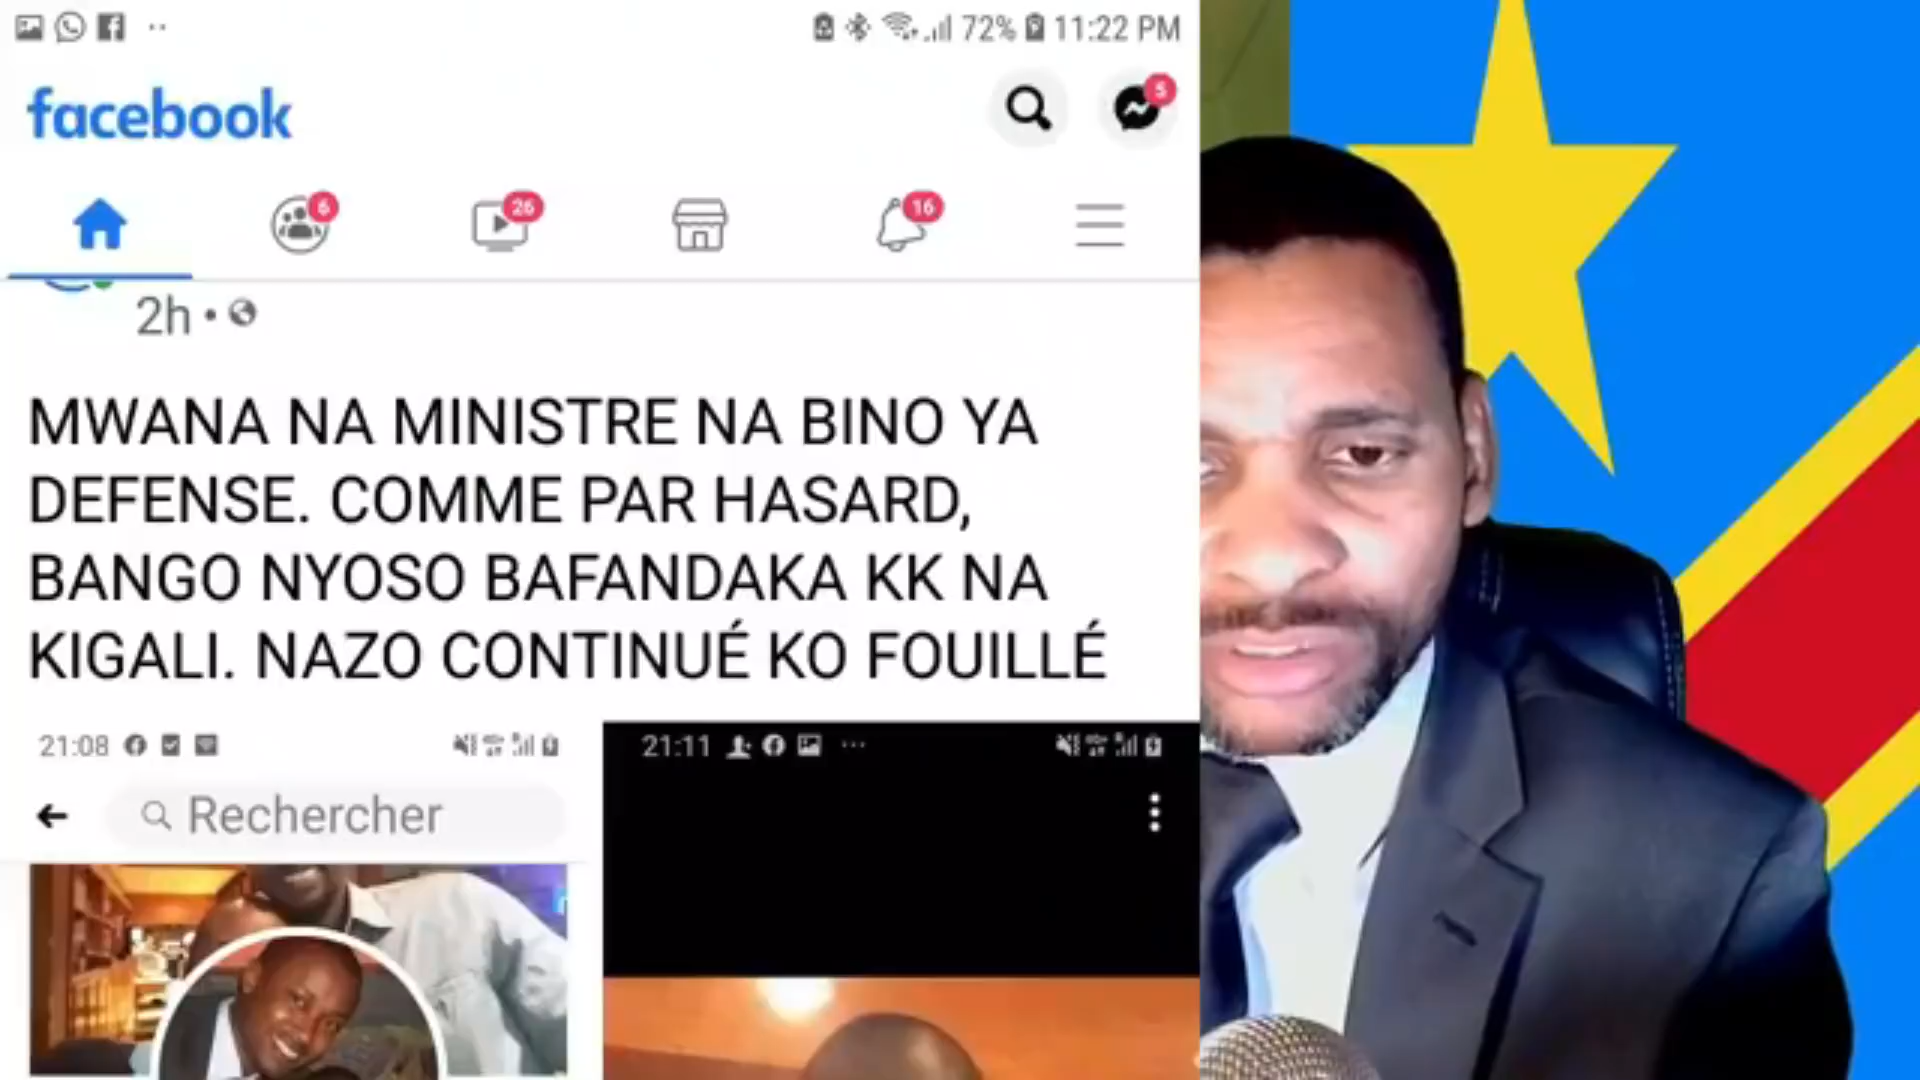 72% 11:22 PM
facebook
5
6
26
16
2h
MWANA NA MINISTRE NA BINO YA
DEFENSE. COMME PAR HASARD,
BANGO NYOSO BAFANDAKA KK NA
KIGALI. NAZO CONTINUÉ KO FOUILLÉ
21:08
21:11
Rechercher